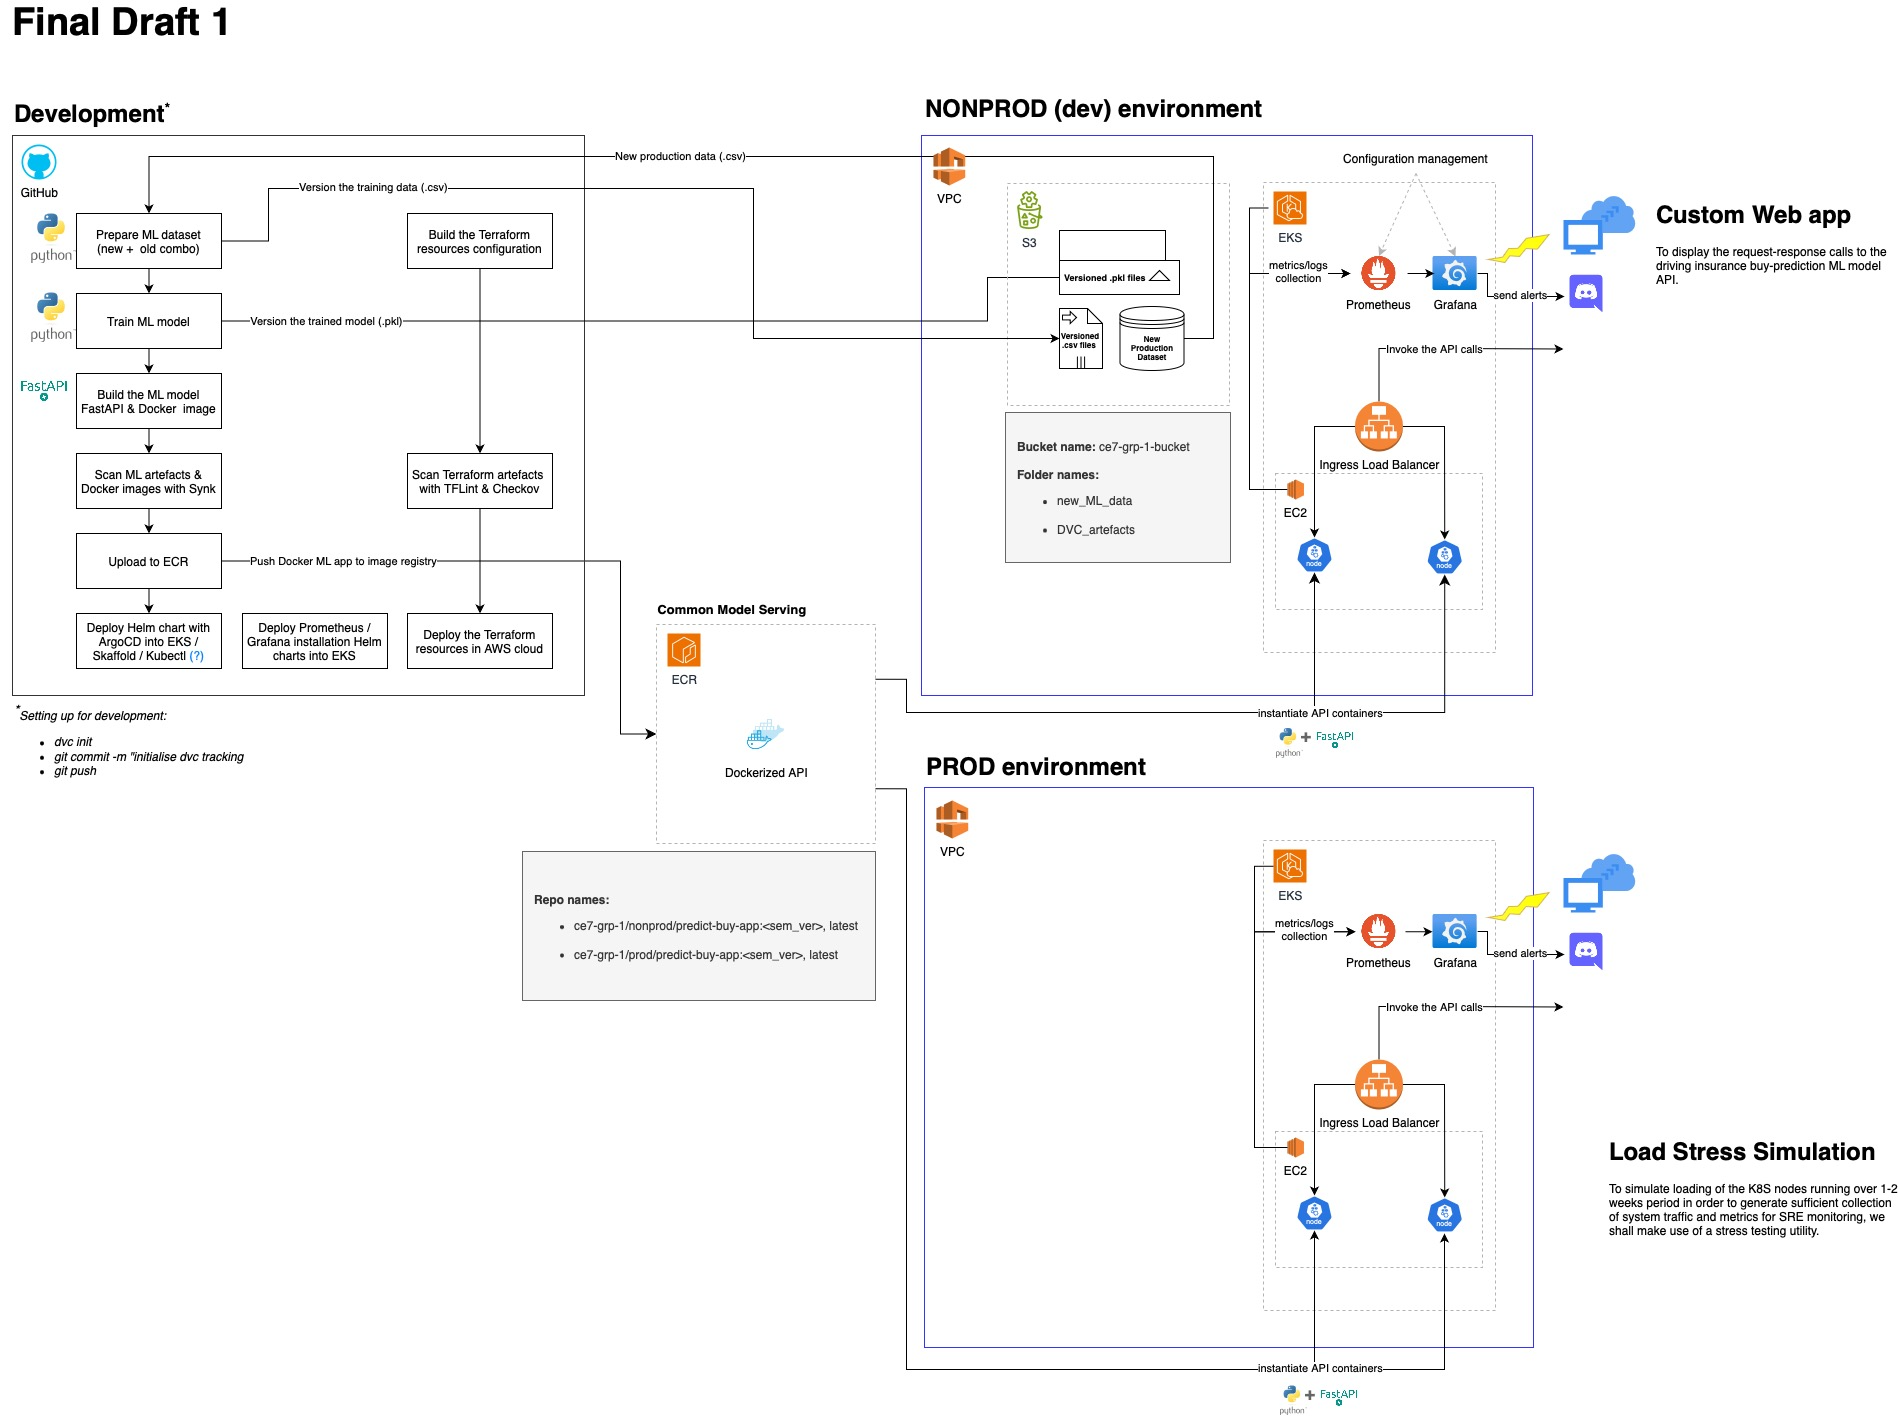 Final Draft 1
Development*
GitHub
python
Prepare ML dataset
(new + old combo)
Build the Terraform
resources configuration
New production data (.csv)
Version the training data (.csv)
python
Train ML model
Version the trained model (.pkl)
FastAPI
Build the ML model
FastAPI & Docker image
Scan ML artefacts &
Docker images with Synk
Scan Terraform artefacts
with TFLint & Checkov
Upload to ECR
Push Docker ML app to image registry
Deploy Helm chart with
ArgoCD into EKS /
Skaffold / Kubectl (?)
Deploy Prometheus /
Grafana installation Helm
charts into EKS
Deploy the Terraform
resources in AWS cloud
*Setting up for development:
• dvc init
• git commit -m "initialise dvc tracking
• git push
Common Model Serving
ECR
Dockerized API
Repo names:
• ce7-grp-1/nonprod/predict-buy-app:<sem_ver>, latest
• ce7-grp-1/prod/predict-buy-app:<sem_ver>, latest
NONPROD (dev) environment
VPC
S3
Versioned .pkl files
Versioned
.csv files
New
Production
Dataset
Bucket name: ce7-grp-1-bucket
Folder names:
• new_ML_data
• DVC_artefacts
Configuration management
EKS
metrics/logs
collection
Prometheus
Grafana
send alerts
Invoke the API calls
Ingress Load Balancer
EC2
node
node
instantiate API containers
python
+
FastAPI
Custom Web app
To display the request-response calls to the
driving insurance buy-prediction ML model
API.
PROD environment
VPC
EKS
metrics/logs
collection
Prometheus
Grafana
send alerts
Invoke the API calls
Ingress Load Balancer
EC2
node
node
instantiate API containers
python
+
FastAPI
Load Stress Simulation
To simulate loading of the K8S nodes running over 1-2
weeks period in order to generate sufficient collection
of system traffic and metrics for SRE monitoring, we
shall make use of a stress testing utility.